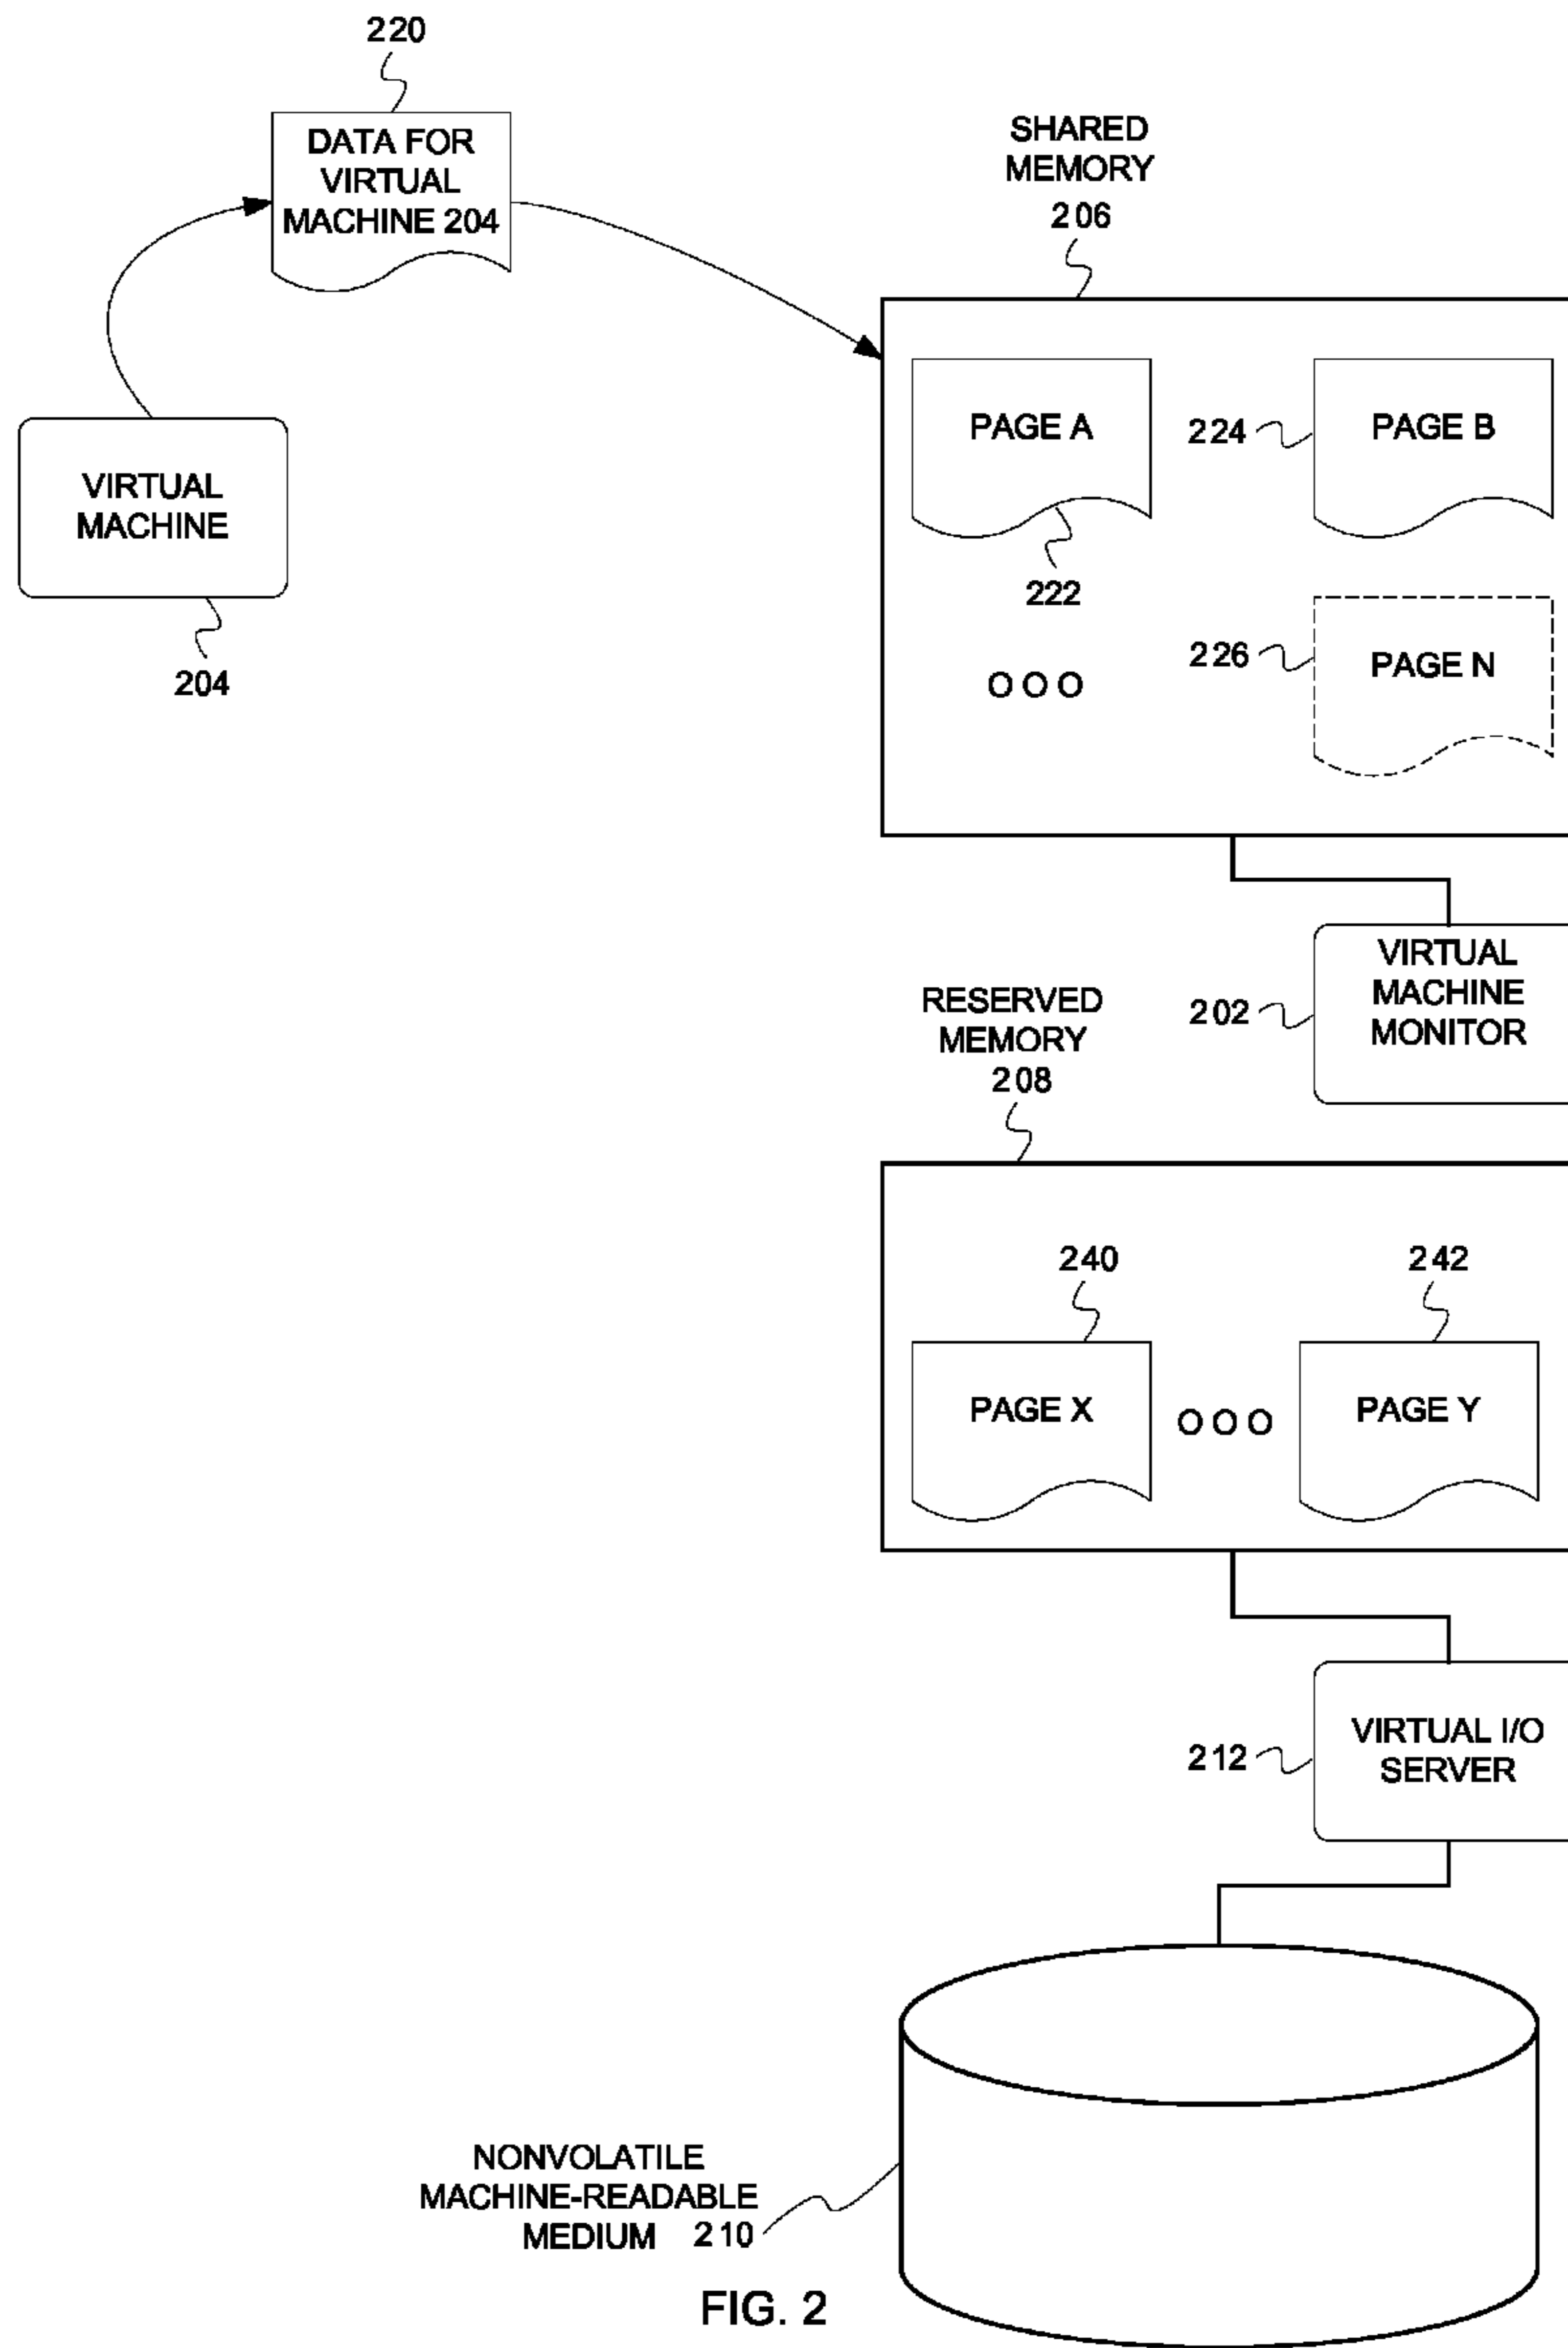 220
DATA FOR
VIRTUAL
MACHINE 204
VIRTUAL
MACHINE
204
SHARED
MEMORY
206
PAGE A
222
224
PAGE B
226
PAGE N
VIRTUAL
MACHINE
MONITOR
202
RESERVED
MEMORY
208
240
242
PAGE X
PAGE Y
212
VIRTUAL I/O
SERVER
NONVOLATILE
MACHINE-READABLE
MEDIUM 210
FIG. 2